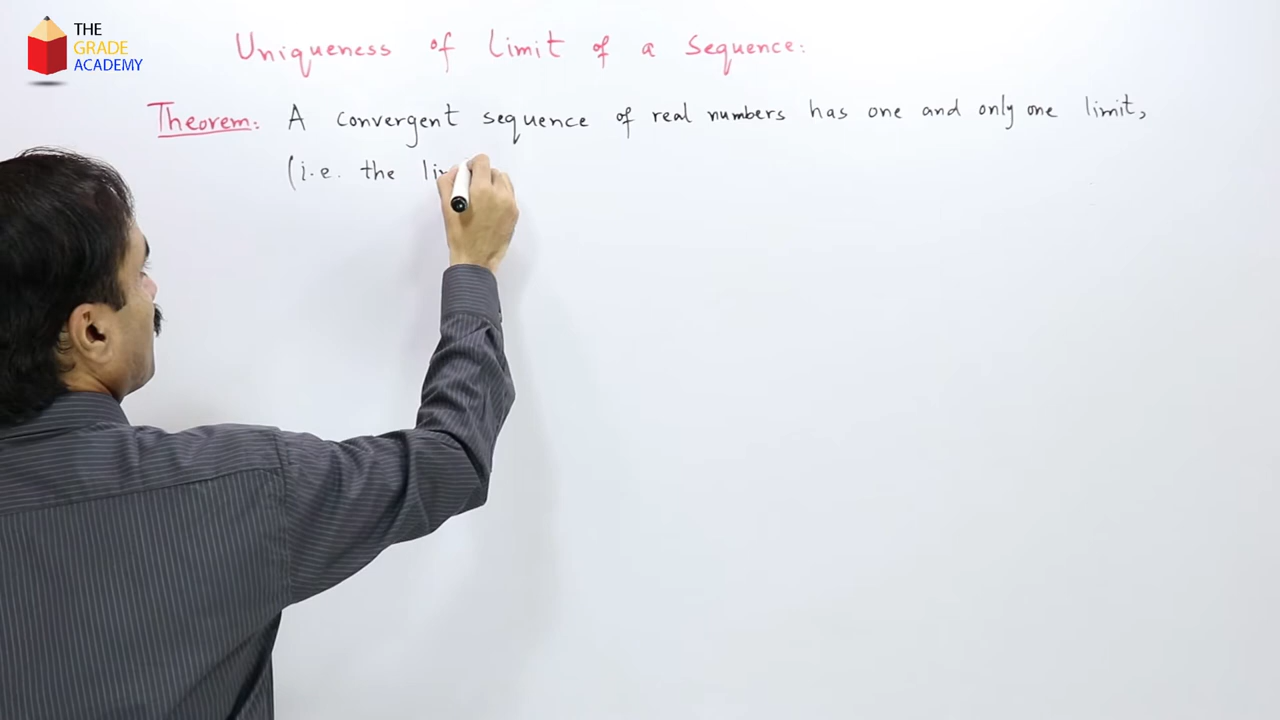 THE
GRADE
ACADEMY
Uniqueness of Limit of a Sequence:
Theorem: A convergent sequence of real numbers has one and only one limit,
(i.e. the